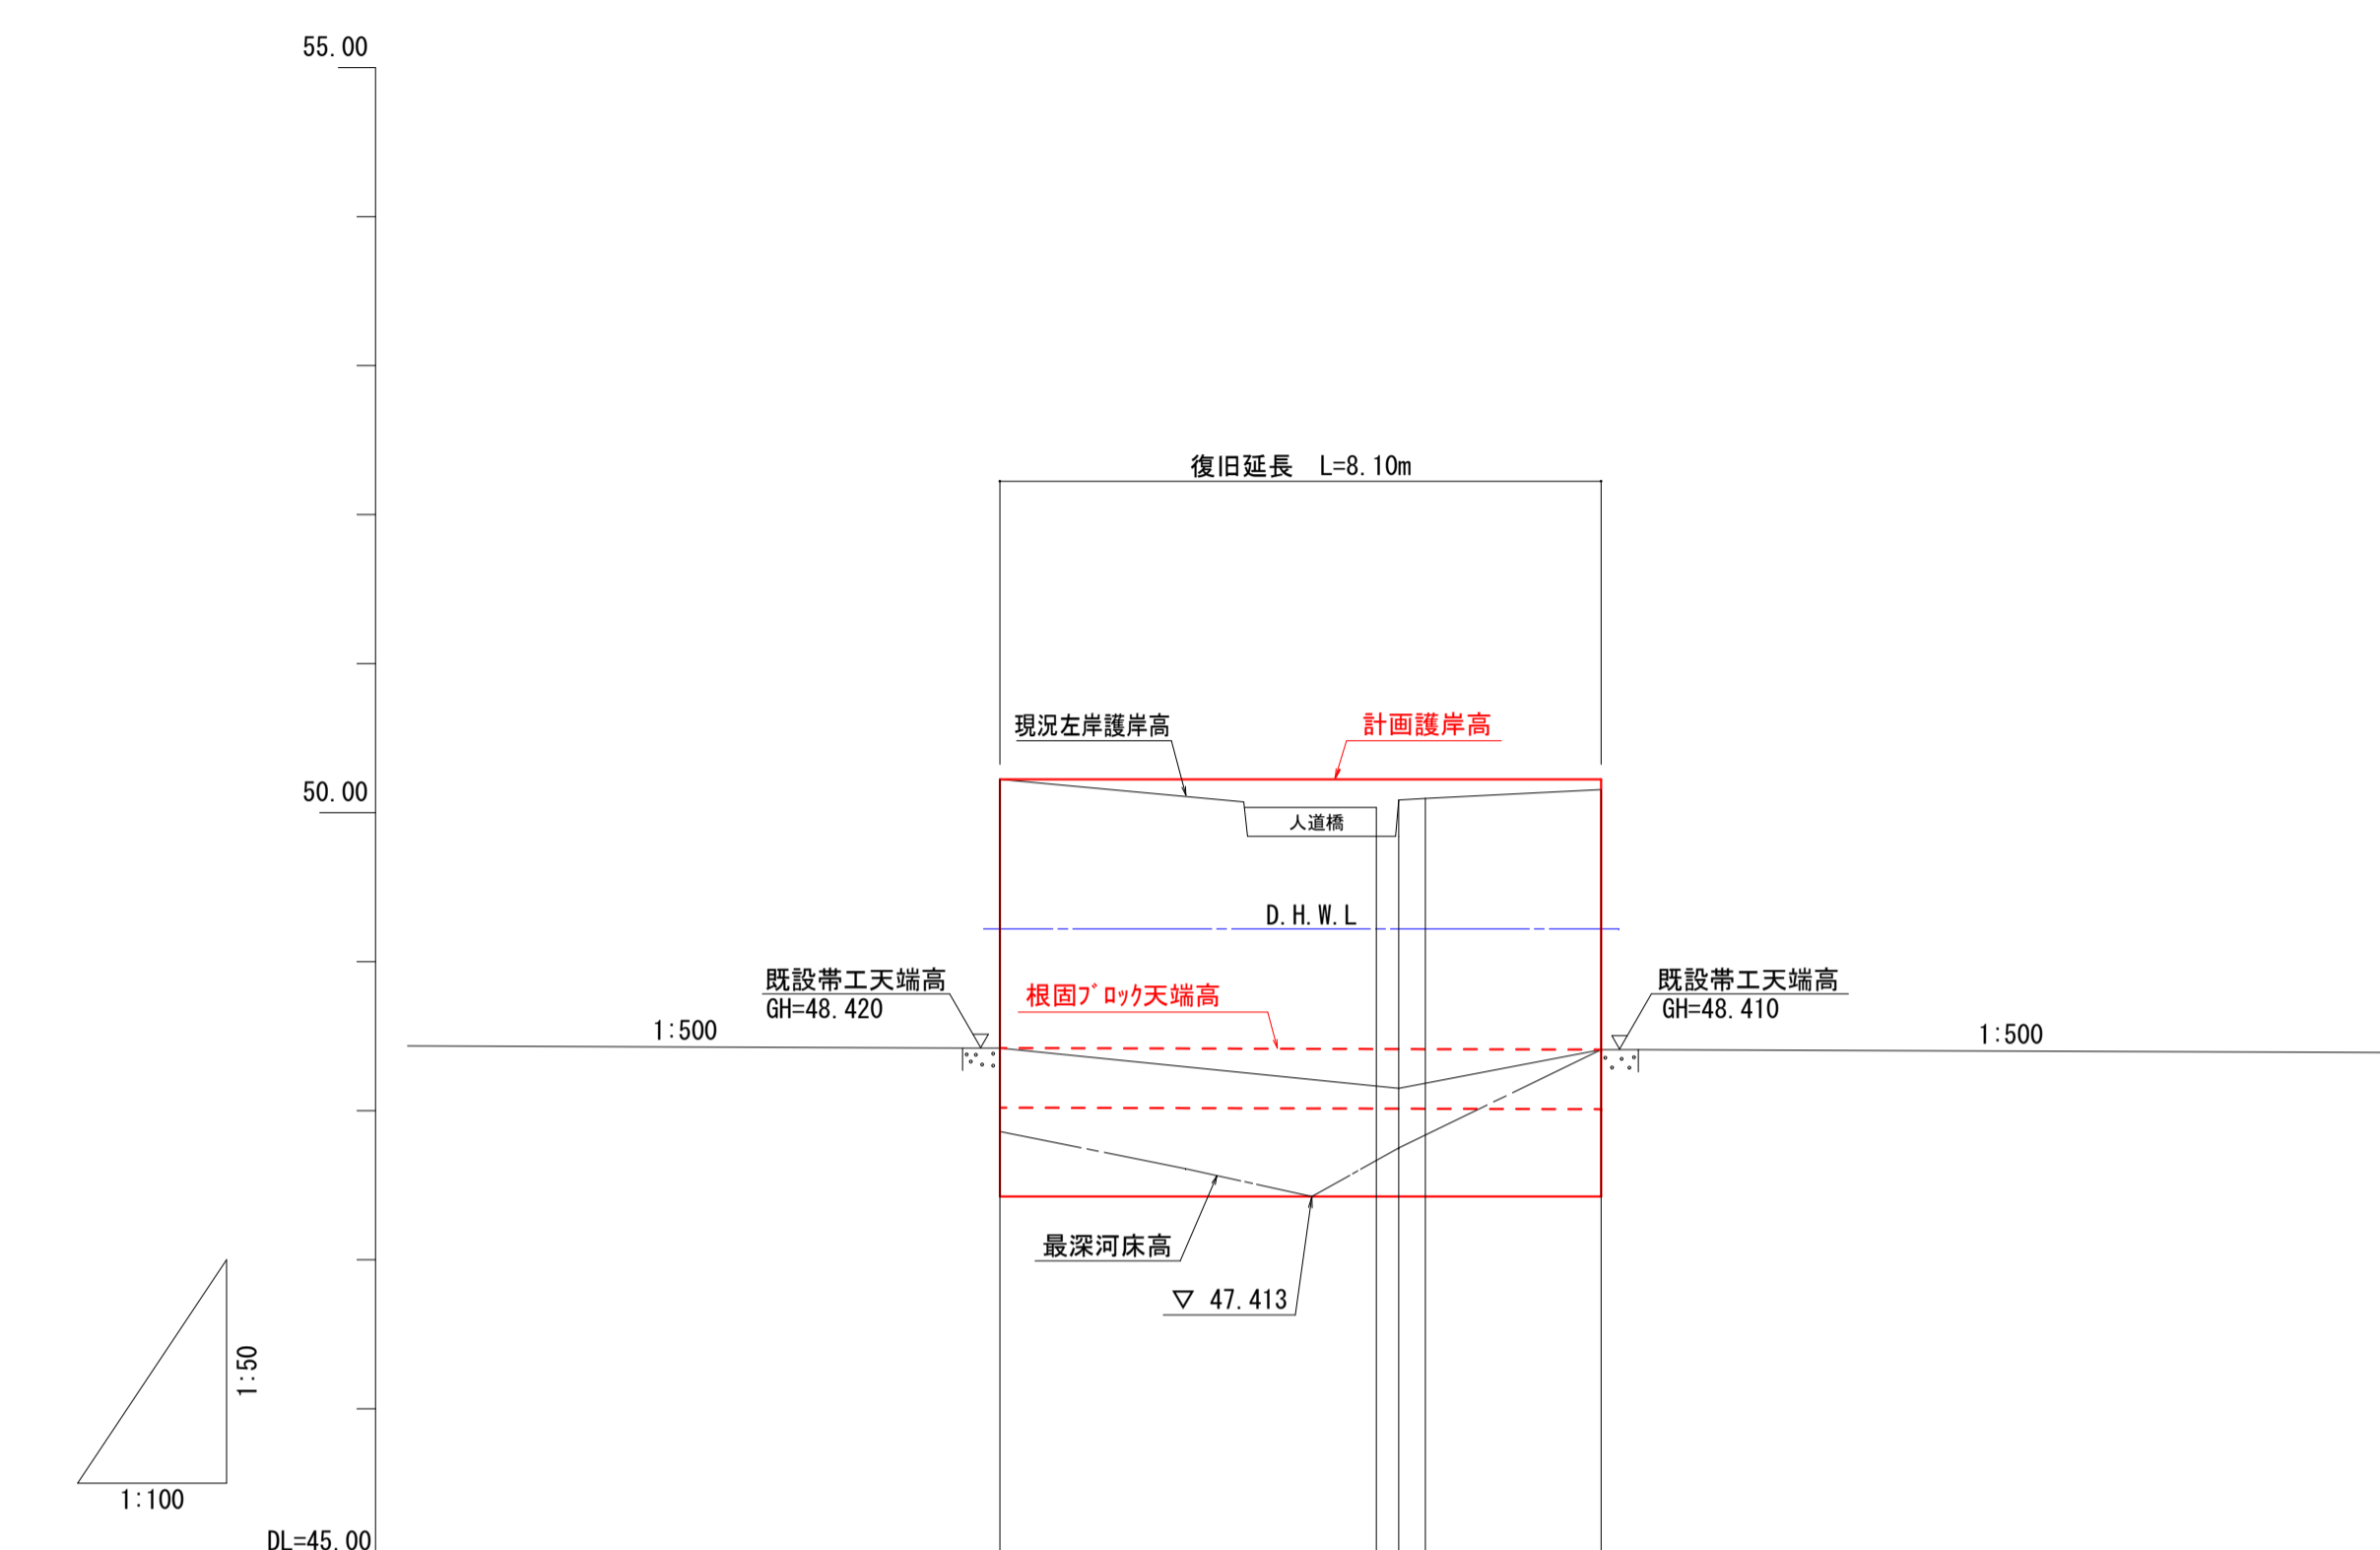 55.00
復旧延長 L=8.10m
現況左岸護岸高
計画護岸高
50.00
人道橋
D.H.W.L
既設帯工天端高
GH=48.420
根固ﾌﾞﾛｯｸ天端高
既設帯工天端高
GH=48.410
1:500
1:500
最深河床高
▽ 47.413
1:50
1:100
DL=45.00